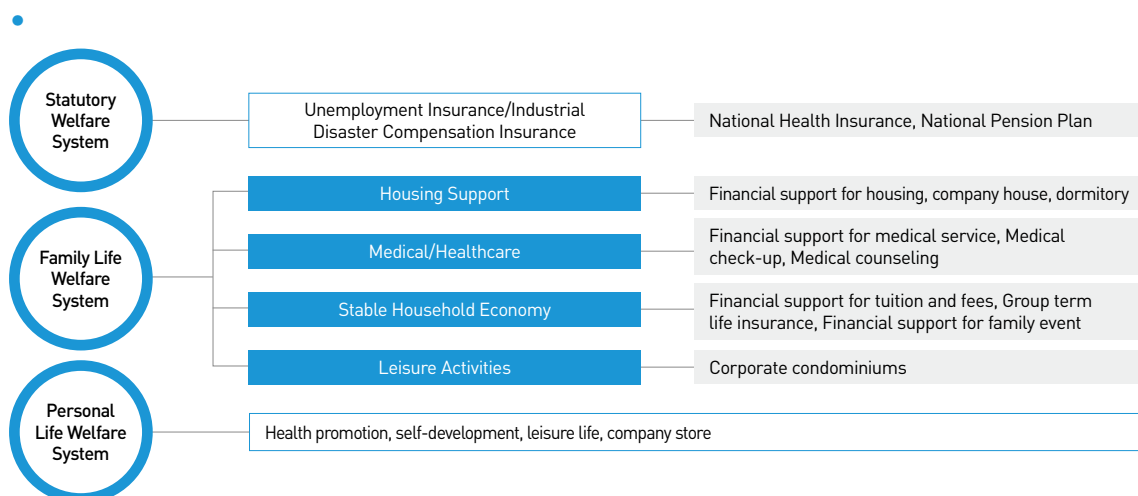 Statutory
Welfare
System
Unemployment Insurance/Industrial
Disaster Compensation Insurance
National Health Insurance, National Pension Plan
Family Life
Welfare
System
Housing Support
Financial support for housing, company house, dormitory
Medical/Healthcare
Financial support for medical service, Medical
check-up, Medical counseling
Stable Household Economy
Financial support for tuition and fees, Group term
life insurance, Financial support for family event
Leisure Activities
Corporate condominiums
Personal
Life Welfare
System
Health promotion, self-development, leisure life, company store